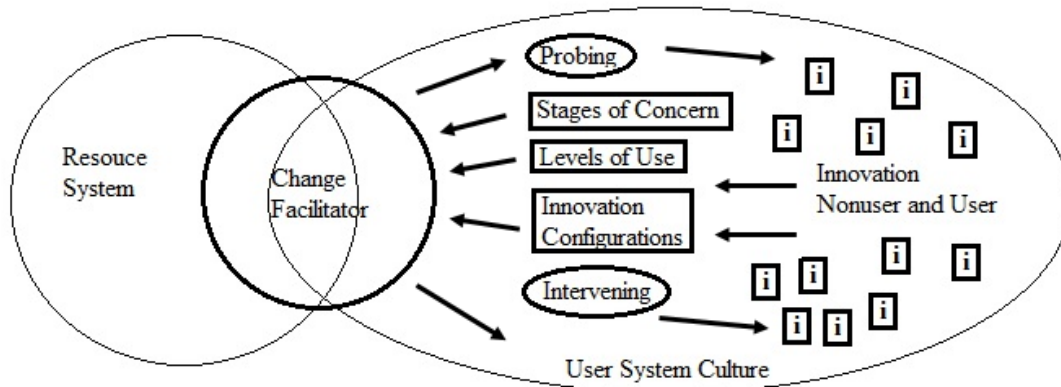 Probing
i
i
i
i
i
Stages of Concern
Resouce
System
Change
Facilitator
Levels of Use
Innovation
Nonuser and User
Innovation
Configurations
Intervening
i
i
i
i
i
i
i
User System Culture